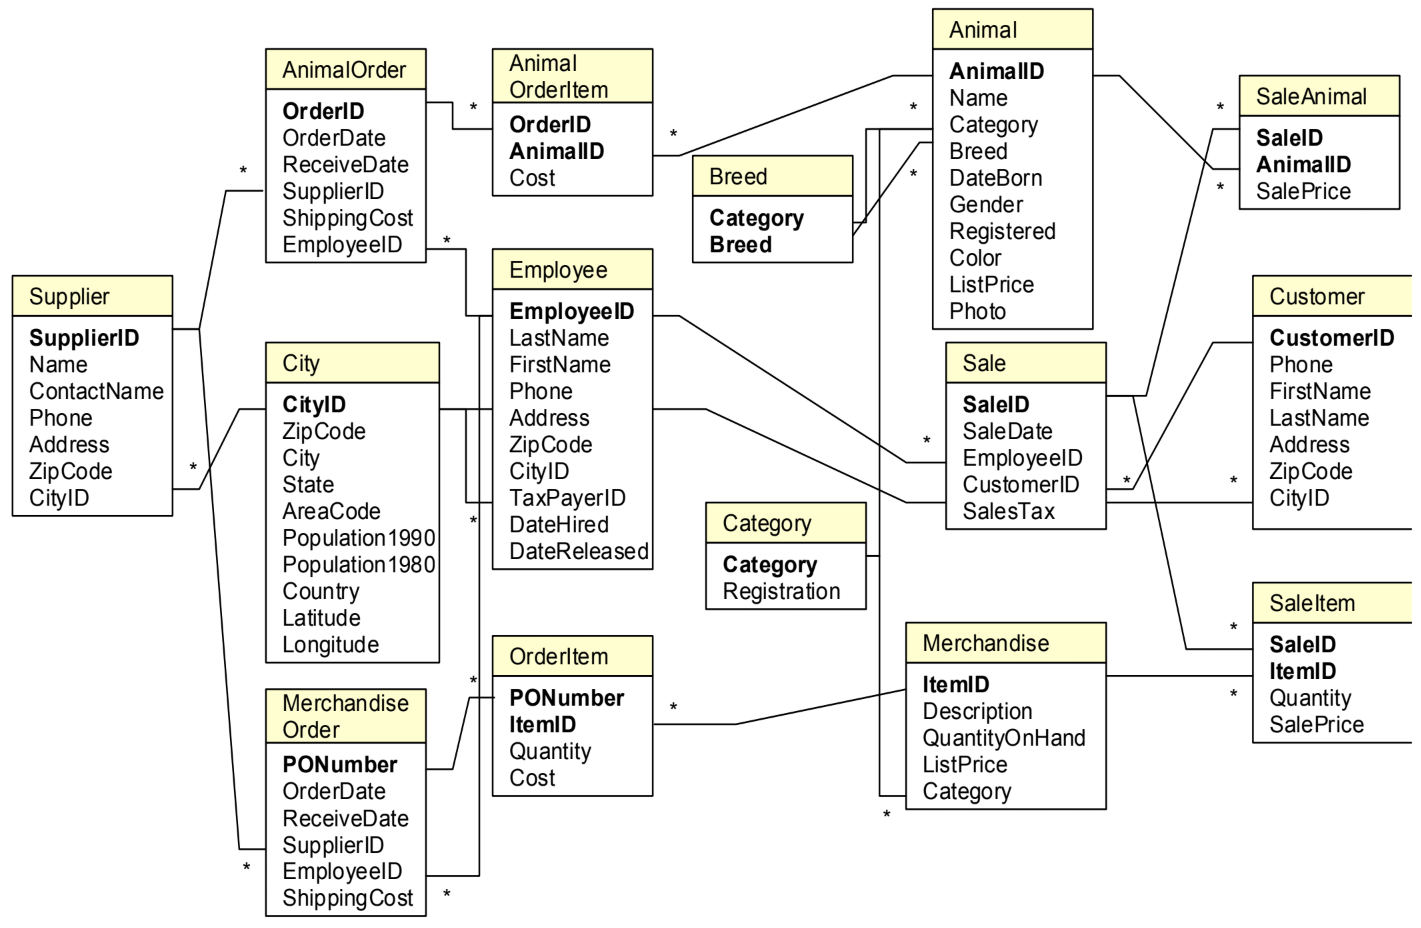 Animal
AnimalID
Name
Category
Breed
DateBorn
Gender
Registered
Color
ListPrice
Photo
*
*
AnimalOrder
OrderID
OrderDate
ReceiveDate
SupplierID
ShippingCost
EmployeeID
*
*
Animal
OrderItem
OrderID
AnimalID
Cost
*
*
SaleAnimal
SaleID
AnimalID
SalePrice
*
*
Breed
Category
Breed
Supplier
SupplierID
Name
ContactName
Phone
Address
ZipCode
CityID
*
City
CityID
ZipCode
City
State
AreaCode
Population1990
Population1980
Country
Latitude
Longitude
Employee
EmployeeID
LastName
FirstName
Phone
Address
ZipCode
CityID
TaxPayerID
DateHired
DateReleased
*
Sale
SaleID
SaleDate
EmployeeID
CustomerID
SalesTax
*
*
Customer
CustomerID
Phone
FirstName
LastName
Address
ZipCode
CityID
*
Category
Category
Registration
Merchandise
Order
PONumber
OrderDate
ReceiveDate
SupplierID
EmployeeID
ShippingCost
*
*
OrderItem
PONumber
ItemID
Quantity
Cost
*
*
Merchandise
ItemID
Description
QuantityOnHand
ListPrice
Category
*
SaleItem
SaleID
ItemID
Quantity
SalePrice
*
*